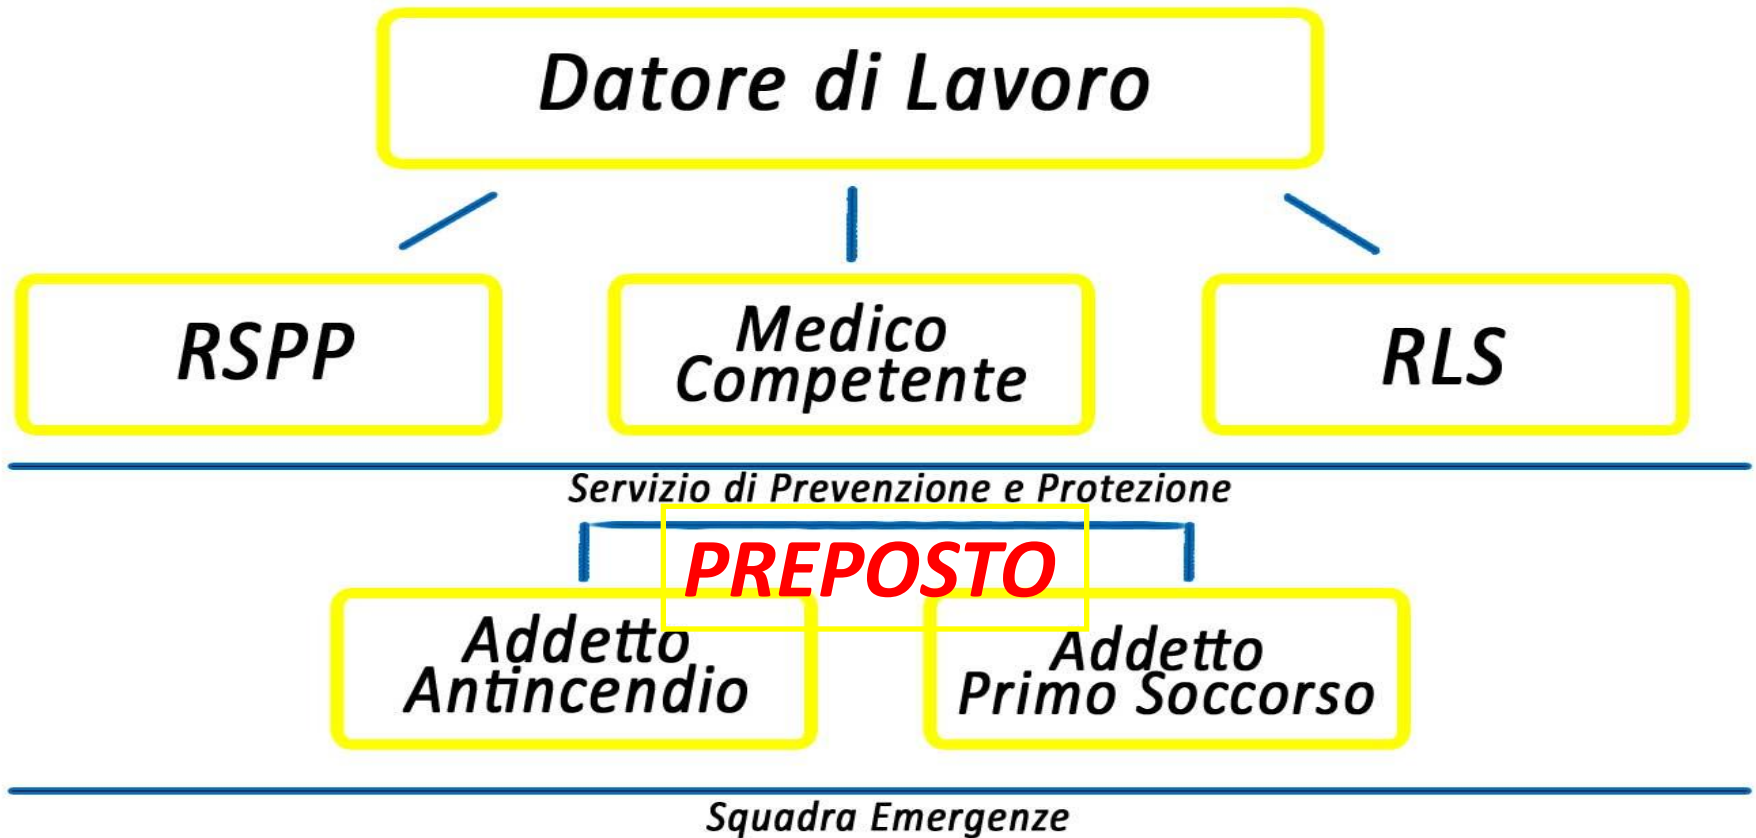 Datore di Lavoro
RSPP
Medico
Competente
RLS
Servizio di Prevenzione e Protezione
PREPOSTO
Addetto
Antincendio
Addetto
Primo Soccorso
Squadra Emergenze